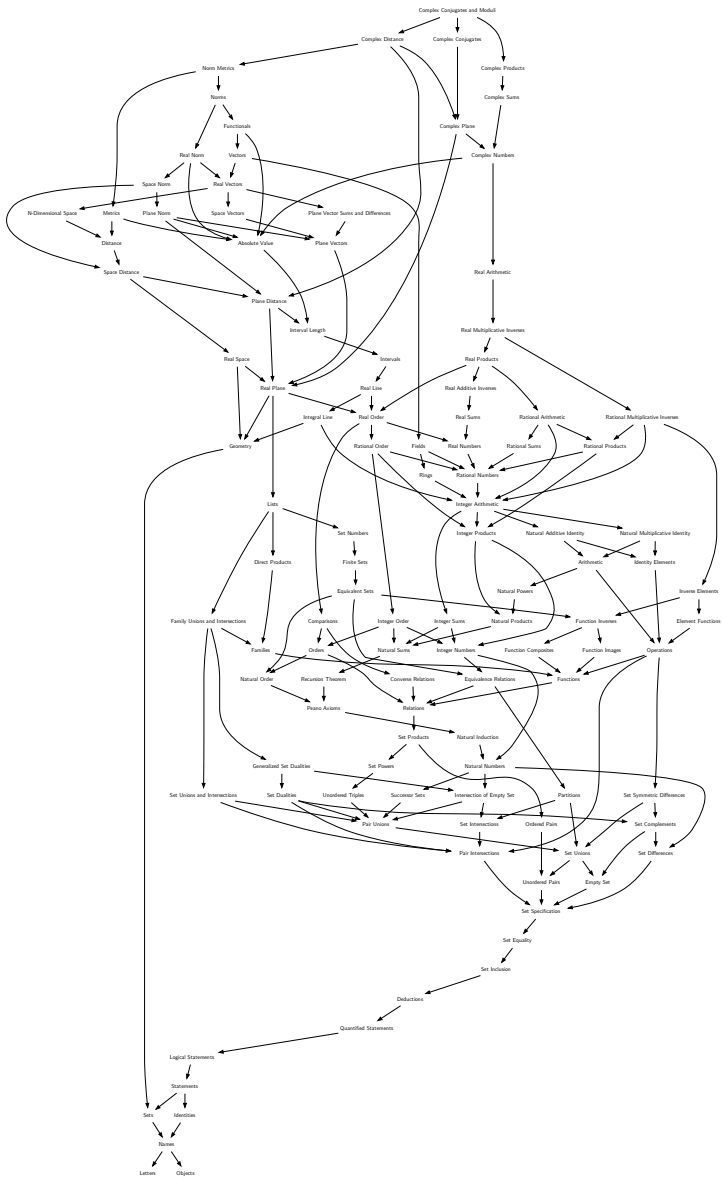 Complex Conjugates and Moduli
Complex Distance
Complex Conjugates
Norm Metrics
Complex Products
Norms
Complex Sums
Functionals
Complex Plane
Real Norm
Vectors
Complex Numbers
Space Norm
Real Vectors
N-Dimensional Space
Metrics
Plane Norm
Space Vectors
Plane Vector Sums and Differences
Distance
Absolute Value
Plane Vectors
Space Distance
Real Arithmetic
Plane Distance
Interval Length
Real Multiplicative Inverses
Real Space
Intervals
Real Products
Real Plane
Real Line
Real Additive Inverses
Integral Line
Real Order
Real Sums
Rational Arithmetic
Rational Multiplicative Inverses
Geometry
Rational Order
Fields
Real Numbers
Rational Sums
Rational Products
Rings
Rational Numbers
Lists
Integer Arithmetic
Set Numbers
Integer Products
Natural Additive Identity
Natural Multiplicative Identity
Direct Products
Finite Sets
Arithmetic
Identity Elements
Equivalent Sets
Natural Powers
Inverse Elements
Family Unions and Intersections
Comparisons
Integer Order
Integer Sums
Natural Products
Function Inverses
Element Functions
Families
Orders
Natural Sums
Integer Numbers
Function Composites
Function Images
Operations
Natural Order
Recursion Theorem
Converse Relations
Equivalence Relations
Functions
Peano Axioms
Relations
Set Products
Natural Induction
Generalized Set Dualities
Set Powers
Natural Numbers
Set Unions and Intersections
Set Dualities
Unordered Triples
Successor Sets
Intersection of Empty Set
Partitions
Set Symmetric Differences
Pair Unions
Set Intersections
Ordered Pairs
Set Complements
Pair Intersections
Set Unions
Set Differences
Unordered Pairs
Empty Set
Set Specification
Set Equality
Set Inclusion
Deductions
Quantified Statements
Logical Statements
Statements
Sets
Identities
Names
Letters
Objects